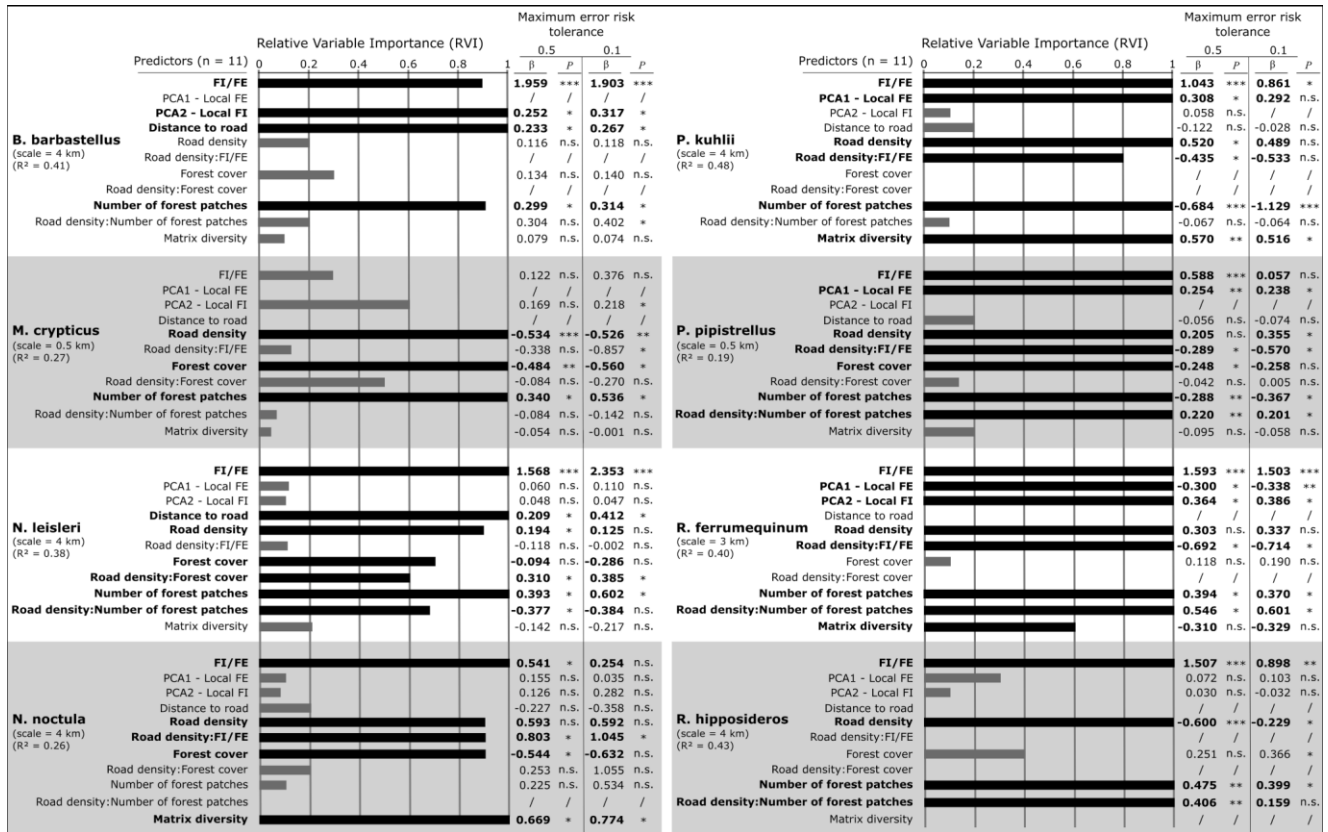 Maximum error risk
tolerance
Relative Variable Importance (RVI)
0.5 0.1
Predictors (n = 11) 0 0.2 0.4 0.6 0.8 1 β P β P
B. barbastellus
(scale = 4 km)
(R² = 0.41)
FI/FE 1.959 *** 1.903 ***
PCA1 - Local FE / / / /
PCA2 - Local FI 0.252 * 0.317 *
Distance to road 0.233 * 0.267 *
Road density 0.116 n.s. 0.118 n.s.
Road density:FI/FE / / / /
Forest cover 0.134 n.s. 0.140 n.s.
Road density:Forest cover / / / /
Number of forest patches 0.299 * 0.314 *
Road density:Number of forest patches 0.304 n.s. 0.402 *
Matrix diversity 0.079 n.s. 0.074 n.s.
M. crypticus
(scale = 0.5 km)
(R² = 0.27)
FI/FE 0.122 n.s. 0.376 n.s.
PCA1 - Local FE / / / /
PCA2 - Local FI 0.169 n.s. 0.218 *
Distance to road / / / /
Road density -0.534 *** -0.526 **
Road density:FI/FE -0.338 n.s. -0.857 *
Forest cover -0.484 ** -0.560 *
Road density:Forest cover -0.084 n.s. -0.270 n.s.
Number of forest patches 0.340 * 0.536 *
Road density:Number of forest patches -0.084 n.s. -0.142 n.s.
Matrix diversity -0.054 n.s. -0.001 n.s.
N. leisleri
(scale = 4 km)
(R² = 0.38)
FI/FE 1.568 *** 2.353 ***
PCA1 - Local FE 0.060 n.s. 0.110 n.s.
PCA2 - Local FI 0.048 n.s. 0.047 n.s.
Distance to road 0.209 * 0.412 *
Road density 0.194 * 0.125 n.s.
Road density:FI/FE -0.118 n.s. -0.002 n.s.
Forest cover -0.094 n.s. -0.286 n.s.
Road density:Forest cover 0.310 * 0.385 *
Number of forest patches 0.393 * 0.602 *
Road density:Number of forest patches -0.377 * -0.384 n.s.
Matrix diversity -0.142 n.s. -0.217 n.s.
N. noctula
(scale = 4 km)
(R² = 0.26)
FI/FE 0.541 * 0.254 n.s.
PCA1 - Local FE 0.155 n.s. 0.035 n.s.
PCA2 - Local FI 0.126 n.s. 0.282 n.s.
Distance to road -0.227 n.s. -0.358 n.s.
Road density 0.593 n.s. 0.592 n.s.
Road density:FI/FE 0.803 * 1.045 *
Forest cover -0.544 * -0.632 n.s.
Road density:Forest cover 0.253 n.s. 1.055 n.s.
Number of forest patches 0.225 n.s. 0.534 n.s.
Road density:Number of forest patches / / / /
Matrix diversity 0.669 * 0.774 *
Maximum error risk
tolerance
Relative Variable Importance (RVI)
0.5 0.1
Predictors (n = 11) 0 0.2 0.4 0.6 0.8 1 β P β P
P. kuhlii
(scale = 4 km)
(R² = 0.48)
FI/FE 1.043 *** 0.861 *
PCA1 - Local FE 0.308 * 0.292 n.s.
PCA2 - Local FI 0.058 n.s. / /
Distance to road -0.122 n.s. -0.028 n.s.
Road density 0.520 * 0.489 n.s.
Road density:FI/FE -0.435 * -0.533 n.s.
Forest cover / / / /
Road density:Forest cover / / / /
Number of forest patches -0.684 *** -1.129 ***
Road density:Number of forest patches -0.067 n.s. -0.064 n.s.
Matrix diversity 0.570 ** 0.516 *
P. pipistrellus
(scale = 0.5 km)
(R² = 0.19)
FI/FE 0.588 *** 0.057 n.s.
PCA1 - Local FE 0.254 ** 0.238 *
PCA2 - Local FI / / / /
Distance to road -0.056 n.s. -0.074 n.s.
Road density 0.205 n.s. 0.355 *
Road density:FI/FE -0.289 * -0.570 *
Forest cover -0.248 * -0.258 n.s.
Road density:Forest cover -0.042 n.s. 0.005 n.s.
Number of forest patches -0.288 ** -0.367 *
Road density:Number of forest patches 0.220 ** 0.201 *
Matrix diversity -0.095 n.s. -0.058 n.s.
R. ferrumequinum
(scale = 3 km)
(R² = 0.40)
FI/FE 1.593 *** 1.503 ***
PCA1 - Local FE -0.300 * -0.338 **
PCA2 - Local FI 0.364 * 0.386 *
Distance to road / / / /
Road density 0.303 n.s. 0.337 n.s.
Road density:FI/FE -0.692 * -0.714 *
Forest cover 0.118 n.s. 0.190 n.s.
Road density:Forest cover / / / /
Number of forest patches 0.394 * 0.370 *
Road density:Number of forest patches 0.546 * 0.601 *
Matrix diversity -0.310 n.s. -0.329 n.s.
R. hipposideros
(scale = 4 km)
(R² = 0.43)
FI/FE 1.507 *** 0.898 **
PCA1 - Local FE 0.072 n.s. 0.103 n.s.
PCA2 - Local FI 0.030 n.s. -0.032 n.s.
Distance to road / / / /
Road density -0.600 *** -0.229 *
Road density:FI/FE / / / /
Forest cover 0.251 n.s. 0.366 *
Road density:Forest cover / / / /
Number of forest patches 0.475 ** 0.399 *
Road density:Number of forest patches 0.406 ** 0.159 n.s.
Matrix diversity / / / /